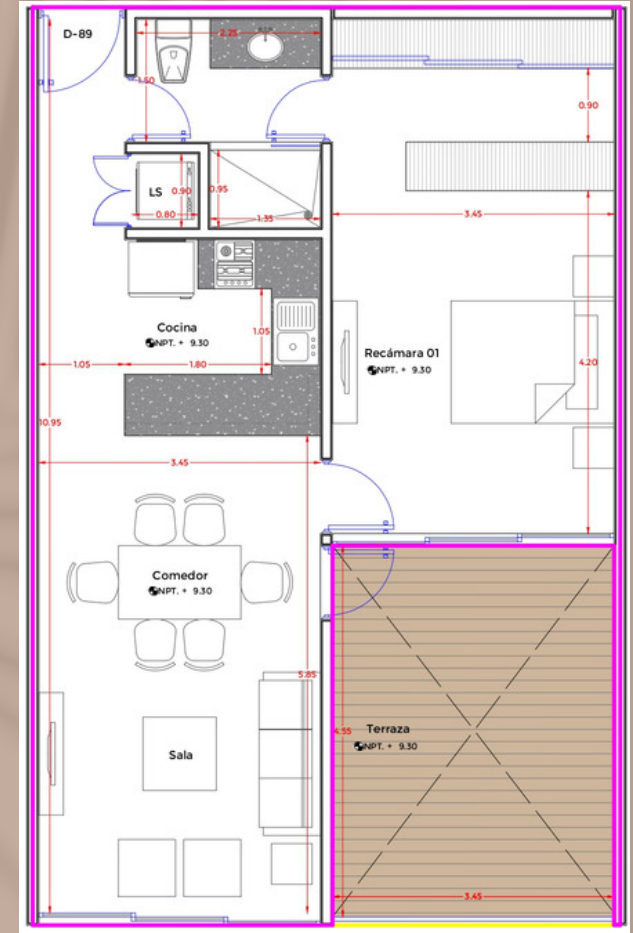 D-89
2.25
1.50
0.90
LS
0.90
0.80
0.95
1.35
3.45
Cocina
NPT. + 9.30
1.05
1.05
1.80
Recámara 01
NPT. + 9.30
4.20
10.95
3.45
Comedor
NPT. + 9.30
5.85
Sala
4.55
Terraza
NPT. + 9.30
3.45